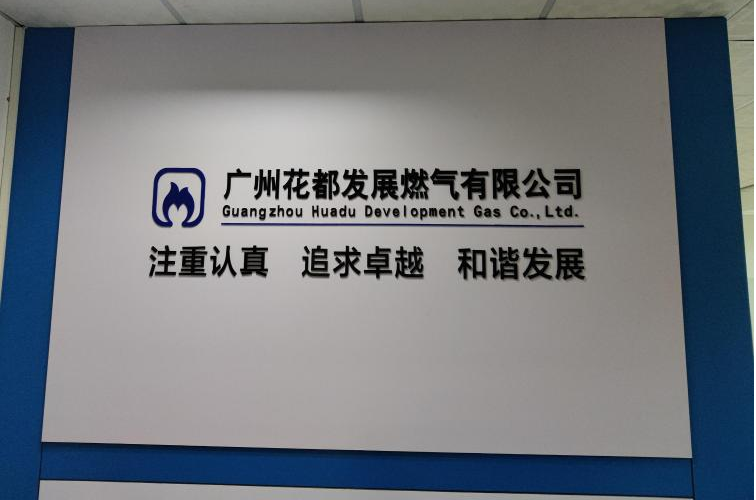 广州花都发展燃气有限公司
Guangzhou Huadu Development Gas Co.,Ltd.
注重认真 追求卓越 和谐发展